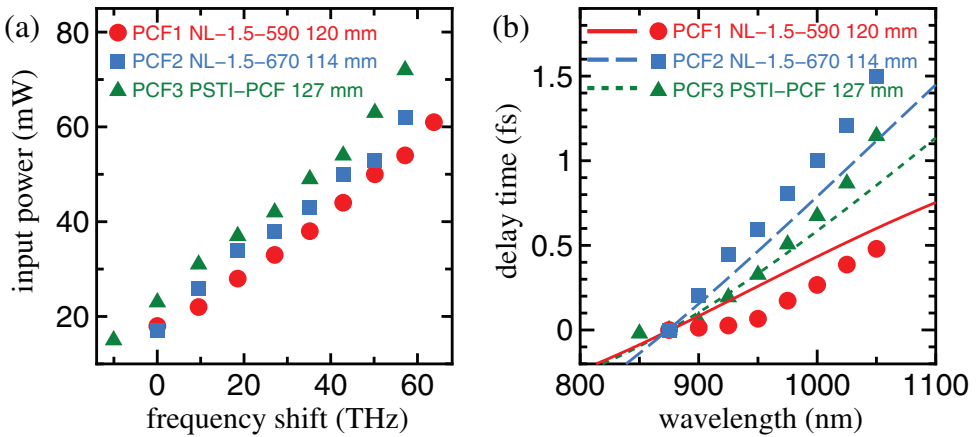 (a)
PCF1 NL−1.5−590 120 mm
PCF2 NL−1.5−670 114 mm
PCF3 PSTI−PCF 127 mm
80
60
40
20
input power (mW)
0 20 40 60
frequency shift (THz)
(b)
PCF1 NL−1.5−590 120 mm
PCF2 NL−1.5−670 114 mm
PCF3 PSTI−PCF 127 mm
1.5
1
0.5
0
delay time (fs)
800 900 1000 1100
wavelength (nm)